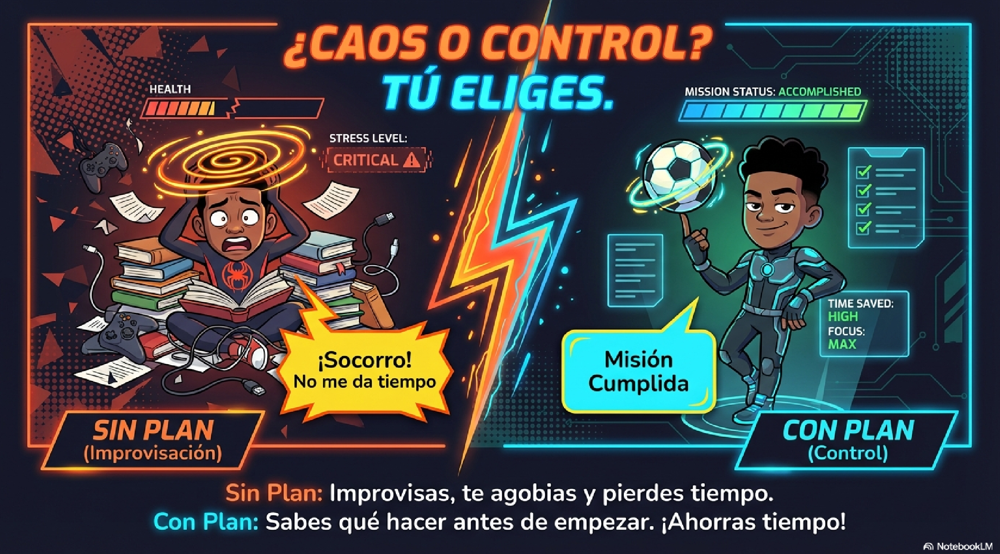 ¿CAOS O CONTROL?
TÚ ELIGES.
HEALTH
STRESS LEVEL:
CRITICAL
¡Socorro!
No me da tiempo
SIN PLAN
(Improvisación)
MISSION STATUS: ACCOMPLISHED
TIME SAVED:
HIGH
FOCUS:
MAX
Misión
Cumplida
CON PLAN
(Control)
Sin Plan: Improvisas, te agobias y pierdes tiempo.
Con Plan: Sabes qué hacer antes de empezar. ¡Ahorras tiempo!
NotebookLM